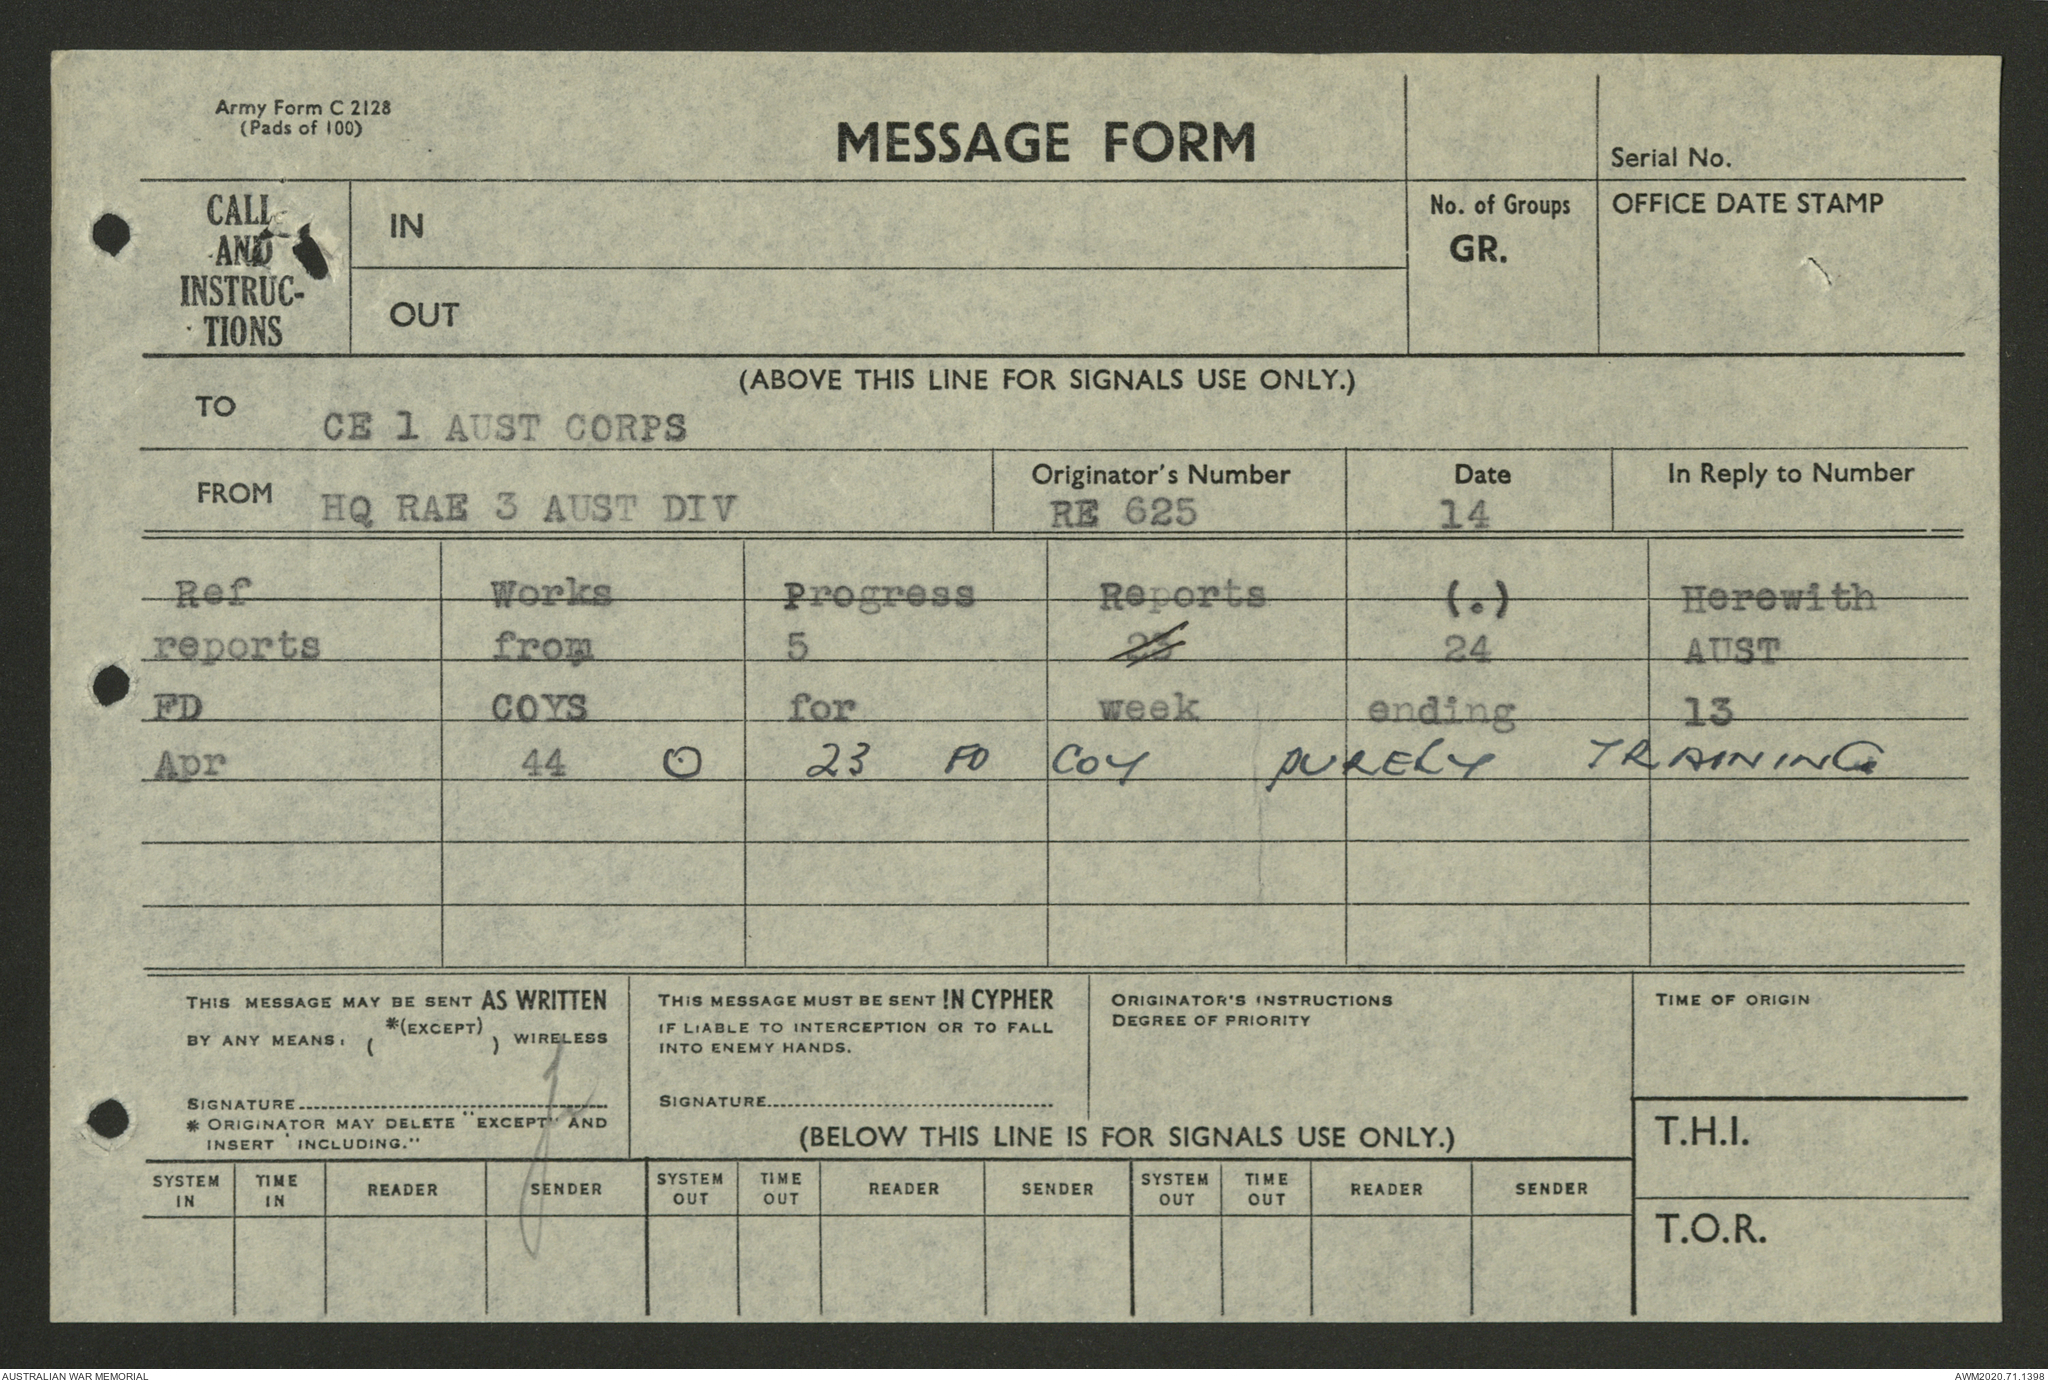 Army Form C 2128
(Pads of 100)
MESSAGE FORM
Serial No.
CALL
AND
INSTRUC-
TIONS
IN
OUT
No. of Groups
GR.
OFFICE DATE STAMP
(ABOVE THIS LINE FOR SIGNALS USE ONLY.)
TO CE 1 AUST CORPS
FROM HQ RAE 3 AUST DIV
Originator's Number
RE 625
Date
14
In Reply to Number
Ref Works Progress Reports (.) Herewith
reports from 5 23 24 AUST
FD COYS for week ending 13
Apr 44 O 23 FD COY PURELY TRAINING
THIS MESSAGE MAY BE SENT AS WRITTEN
BY ANY MEANS, ( *(EXCEPT) ) WIRELESS
SIGNATURE
* ORIGINATOR MAY DELETE "EXCEPT" AND
INSERT 'INCLUDING."
THIS MESSAGE MUST BE SENT IN CYPHER
IF LIABLE TO INTERCEPTION OR TO FALL
INTO ENEMY HANDS.
SIGNATURE
ORIGINATOR'S INSTRUCTIONS
DEGREE OF PRIORITY
TIME OF ORIGIN
(BELOW THIS LINE IS FOR SIGNALS USE ONLY.)
T.H.I.
T.O.R.
SYSTEM IN TIME IN READER SENDER SYSTEM OUT TIME OUT READER SENDER SYSTEM OUT TIME OUT READER SENDER
AUSTRALIAN WAR MEMORIAL
AWM2020.71.1398